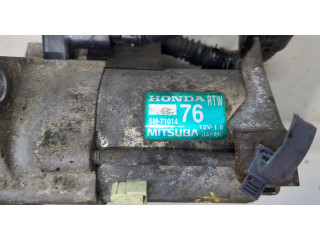 HONDA RTW
76
SM-71014
12V-1.0
MITSUBA JAPAN